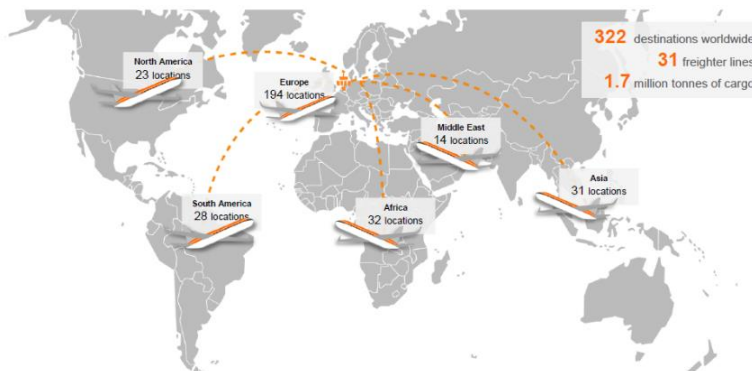 322 destinations worldwide
31 freighter lines
1.7 million tonnes of cargo
North America
23 locations
Europe
194 locations
Middle East
14 locations
Asia
31 locations
South America
28 locations
Africa
32 locations